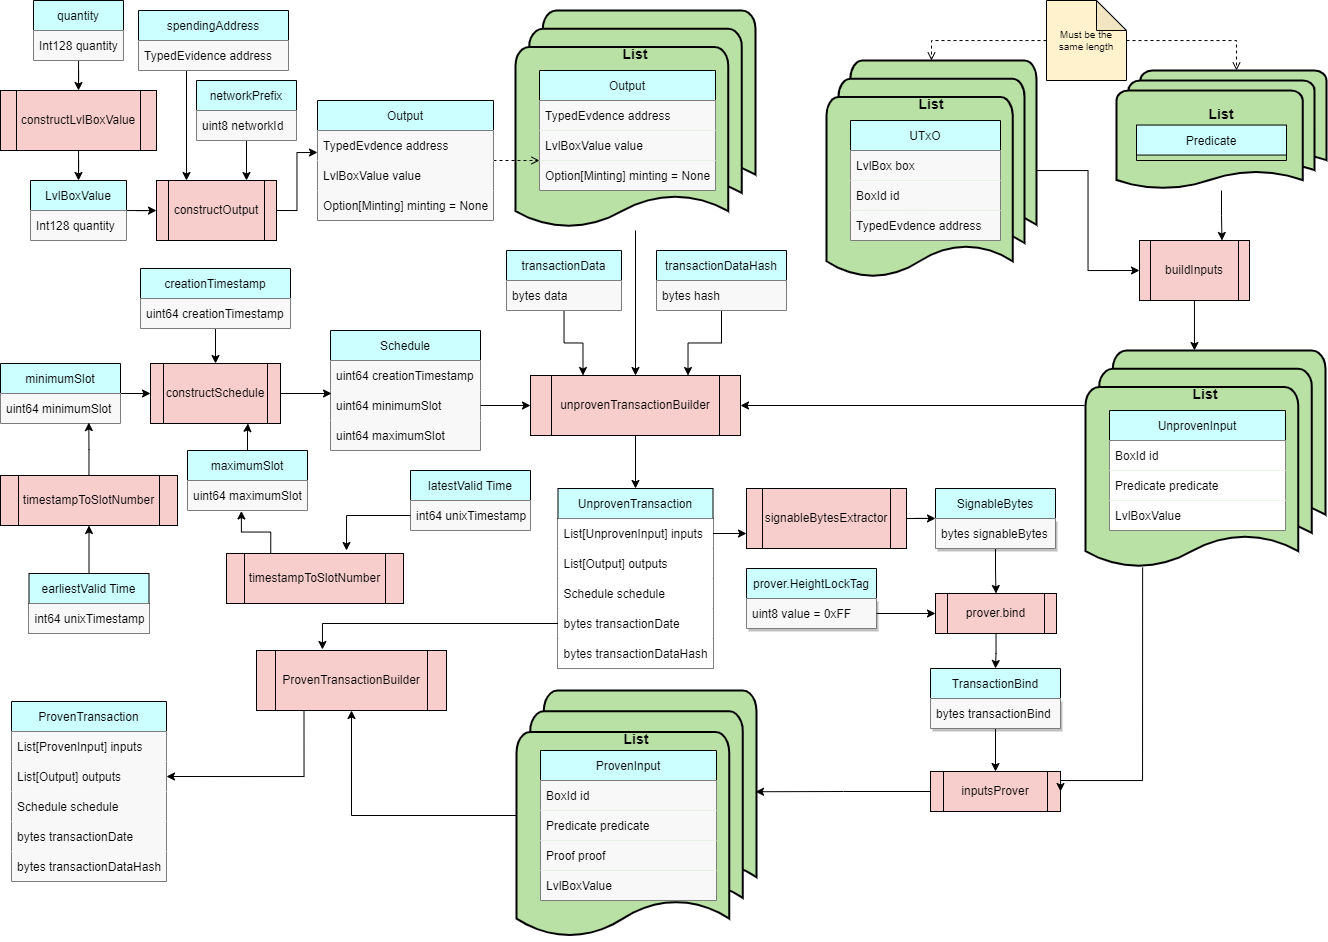 quantity
Int128 quantity
spendingAddress
TypedEvidence address
networkPrefix
uint8 networkId
constructLvlBoxValue
LvlBoxValue
Int128 quantity
constructOutput
Output
TypedEvdence address
LvlBoxValue value
Option[Minting] minting = None
List
Output
TypedEvdence address
LvlBoxValue value
Option[Minting] minting = None
Must be the
same length
List
UTxO
LvlBox box
BoxId id
TypedEvdence address
List
Predicate
buildInputs
transactionData
bytes data
transactionDataHash
bytes hash
creationTimestamp
uint64 creationTimestamp
minimumSlot
uint64 minimumSlot
constructSchedule
Schedule
uint64 creationTimestamp
uint64 minimumSlot
uint64 maximumSlot
unprovenTransactionBuilder
List
UnprovenInput
BoxId id
Predicate predicate
LvlBoxValue
maximumSlot
uint64 maximumSlot
timestampToSlotNumber
latestValid Time
int64 unixTimestamp
timestampToSlotNumber
earliestValid Time
int64 unixTimestamp
UnprovenTransaction
List[UnprovenInput] inputs
List[Output] outputs
Schedule schedule
bytes transactionDate
bytes transactionDataHash
signableBytesExtractor
SignableBytes
bytes signableBytes
prover.HeightLockTag
uint8 value = 0xFF
prover.bind
TransactionBind
bytes transactionBind
inputsProver
ProvenTransactionBuilder
ProvenTransaction
List[ProvenInput] inputs
List[Output] outputs
Schedule schedule
bytes transactionDate
bytes transactionDataHash
List
ProvenInput
BoxId id
Predicate predicate
Proof proof
LvlBoxValue